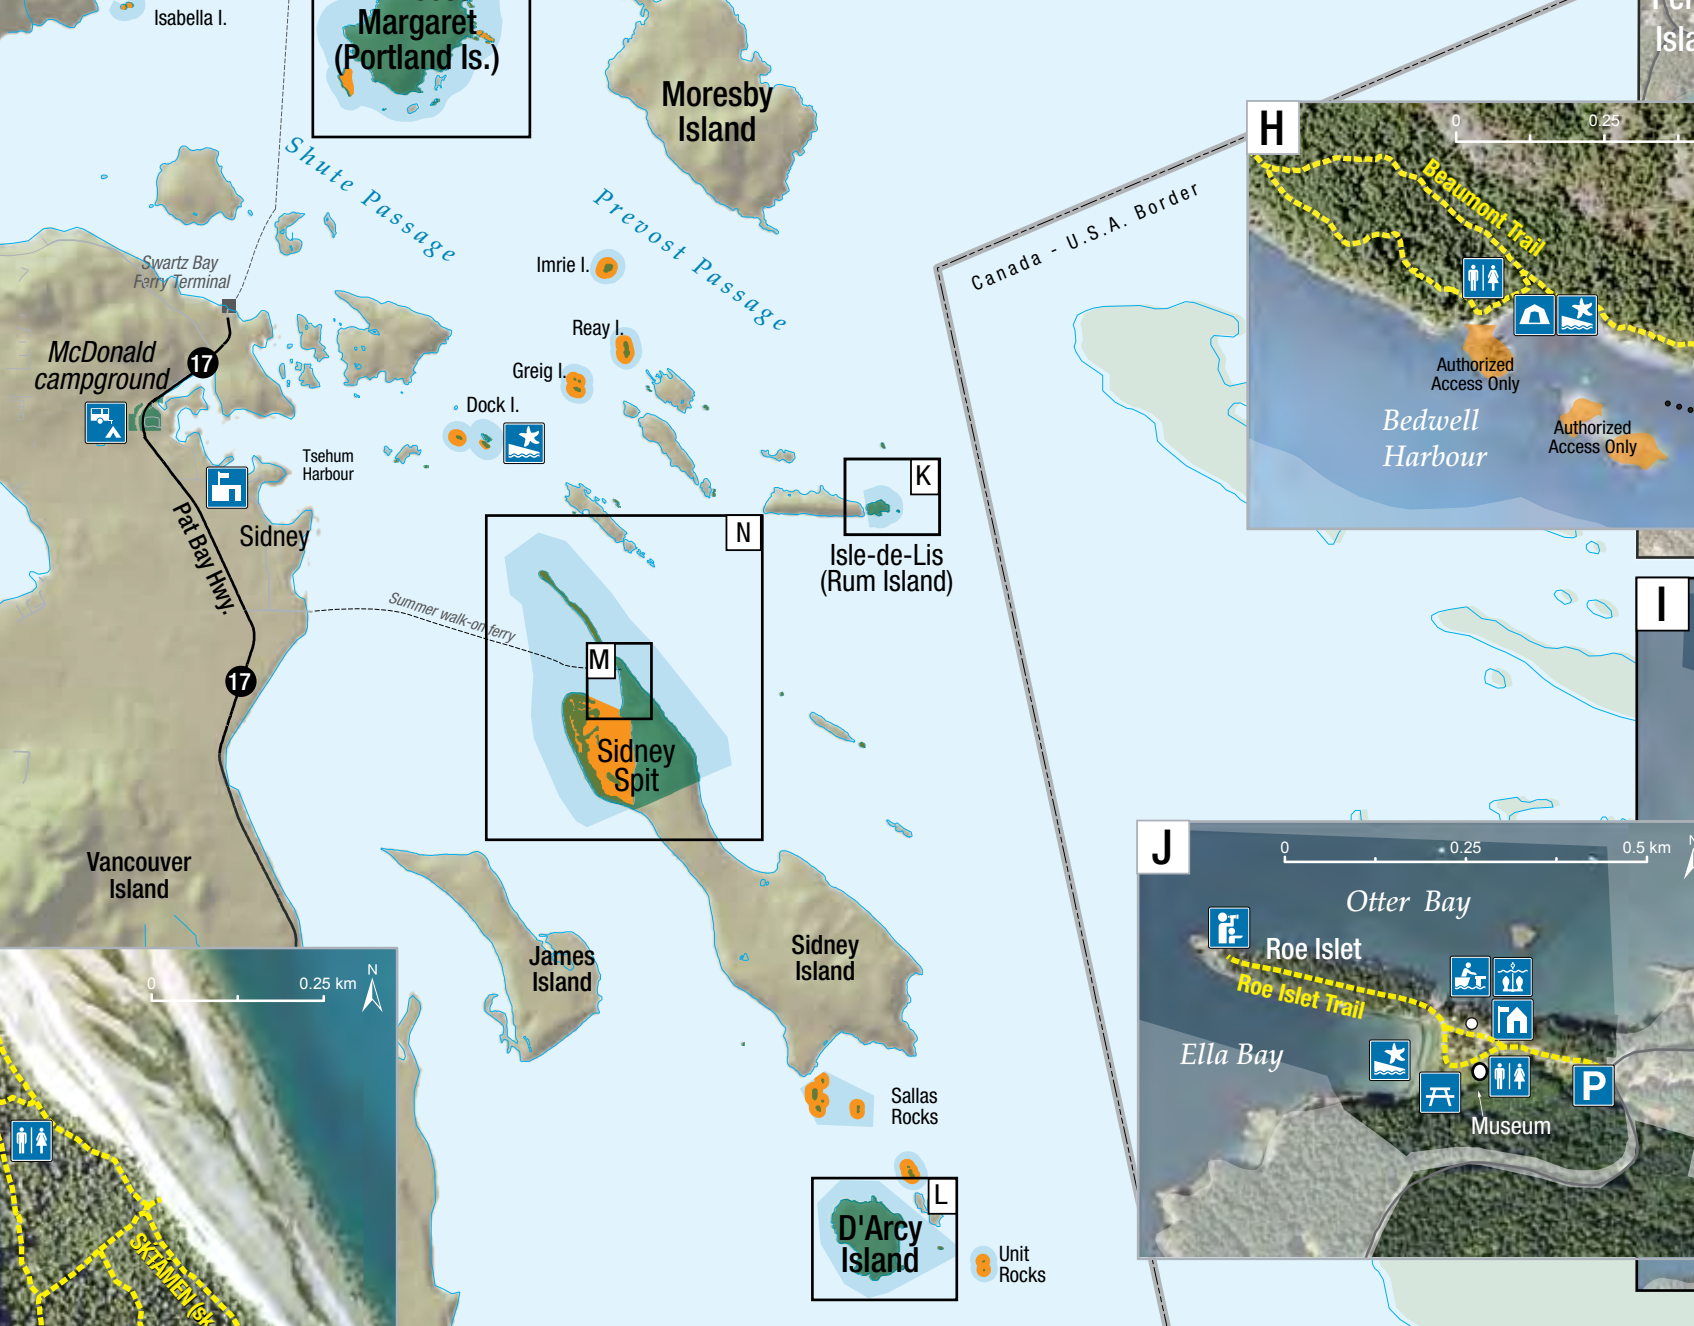 Isabella I.
Margaret
(Portland Is.)
Moresby
Island
Shute Passage
Prevost Passage
Swartz Bay
Ferry Terminal
McDonald
campground
17
Imrie I.
Reay I.
Greig I.
Dock I.
Tsehum
Harbour
Sidney
Pat Bay Hwy.
17
Summer walk-on ferry
N
M
Sidney
Spit
K
Isle-de-Lis
(Rum Island)
Canada - U.S.A. Border
Vancouver
Island
James
Island
Sidney
Island
Sallas
Rocks
L
D'Arcy
Island
Unit
Rocks
0 0.25 km
N
SKTAMEN (sk
H
0 0.25
Beaumont Trail
Authorized
Access Only
Authorized
Access Only
Bedwell
Harbour
Isla
I
J
0 0.25 0.5 km
N
Otter Bay
Roe Islet
Roe Islet Trail
Ella Bay
P
Museum